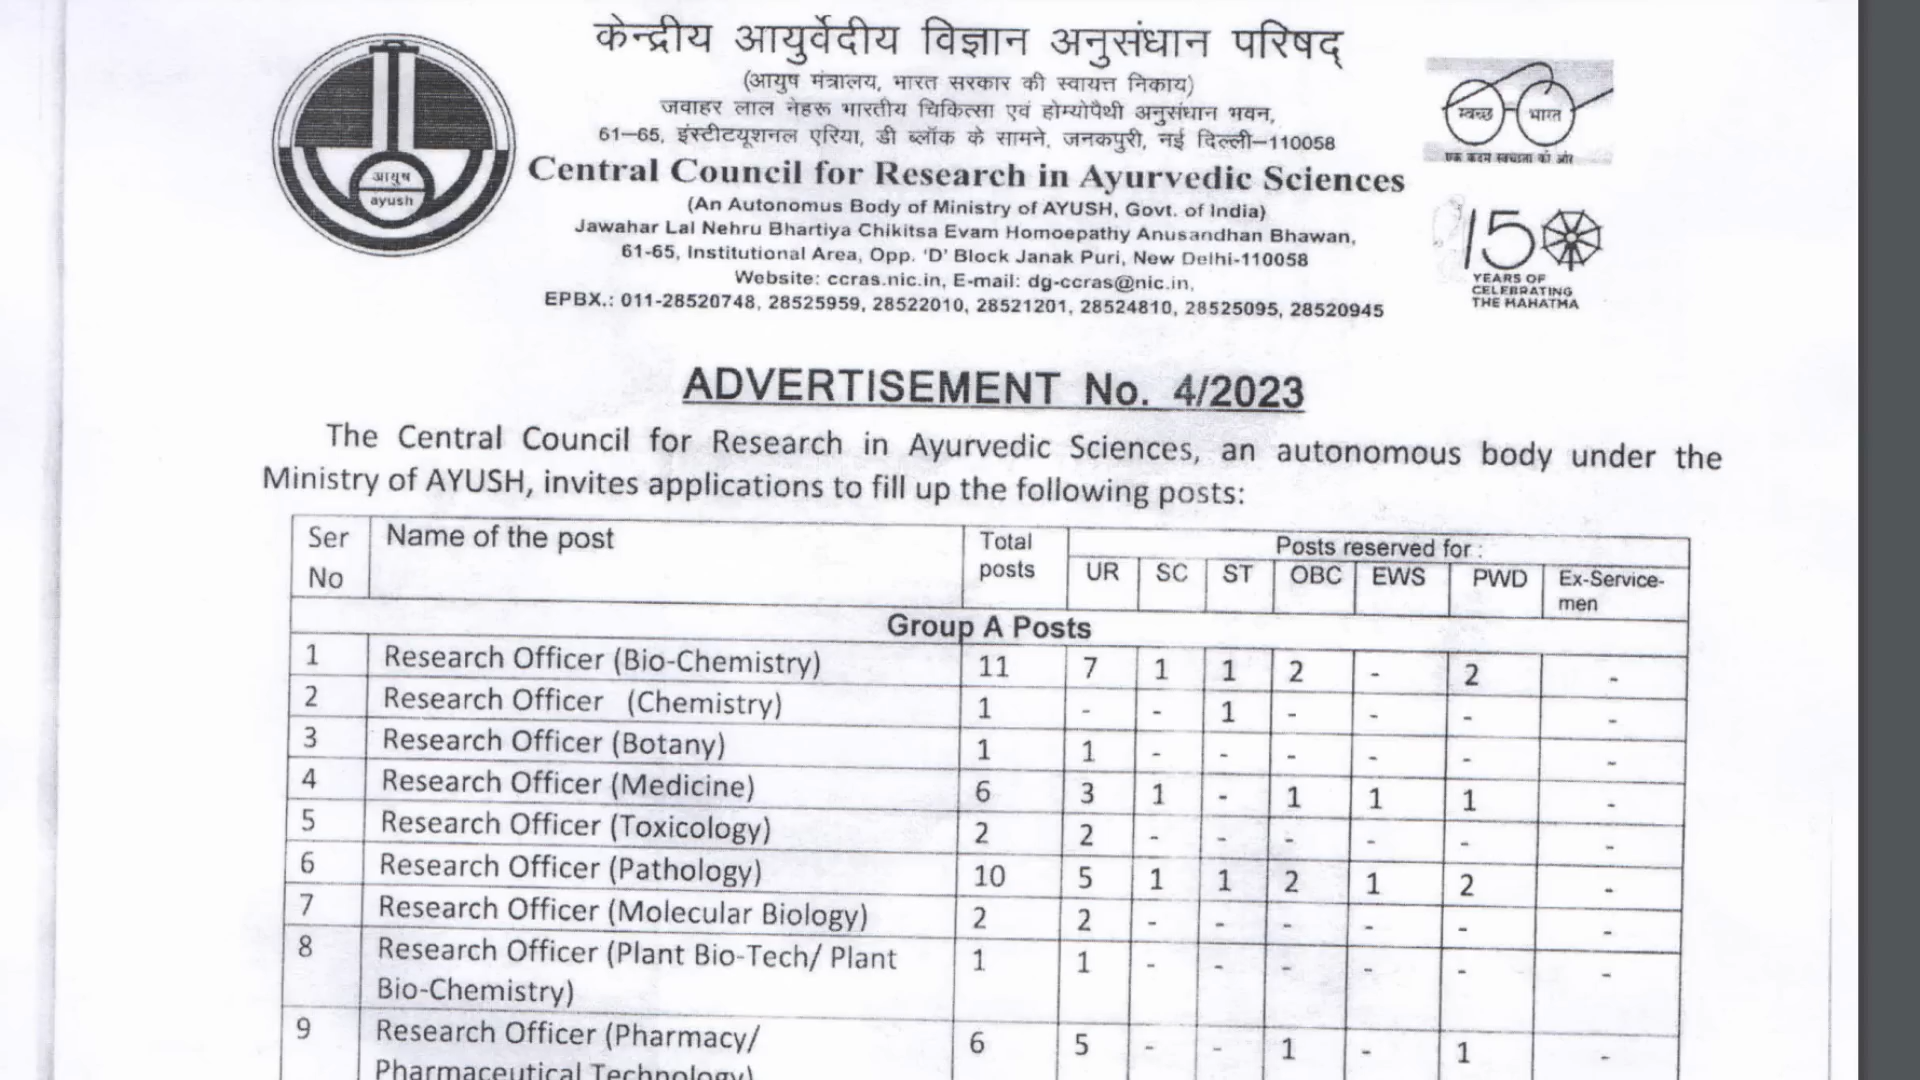 केन्द्रीय आयुर्वेदीय विज्ञान अनुसंधान परिषद्
(आयुष मंत्रालय, भारत सरकार की स्वायत्त निकाय)
जवाहर लाल नेहरू भारतीय चिकित्सा एवं होम्योपैथी अनुसंधान भवन,
61–65, इंस्टीटयूशनल एरिया, डी ब्लॉक के सामने, जनकपुरी, नई दिल्ली–110058
Central Council for Research in Ayurvedic Sciences
(An Autonomus Body of Ministry of AYUSH, Govt. of India)
Jawahar Lal Nehru Bhartiya Chikitsa Evam Homoepathy Anusandhan Bhawan,
61-65, Institutional Area, Opp. 'D' Block Janak Puri, New Delhi-110058
Website: ccras.nic.in, E-mail: dg-ccras@nic.in,
EPBX.: 011-28520748, 28525959, 28522010, 28521201, 28524810, 28525095, 28520945
आयुष
ayush
स्वच्छ भारत
एक कदम स्वच्छता की ओर
150
YEARS OF
CELEBRATING
THE MAHATMA
ADVERTISEMENT No. 4/2023
The Central Council for Research in Ayurvedic Sciences, an autonomous body under the
Ministry of AYUSH, invites applications to fill up the following posts:
Ser No | Name of the post | Total posts | Posts reserved for :
UR | SC | ST | OBC | EWS | PWD | Ex-Service-men
Group A Posts
1 Research Officer (Bio-Chemistry) 11 7 1 1 2 - 2 -
2 Research Officer (Chemistry) 1 - - 1 - - - -
3 Research Officer (Botany) 1 1 - - - - - -
4 Research Officer (Medicine) 6 3 1 - 1 1 1 -
5 Research Officer (Toxicology) 2 2 - - - - - -
6 Research Officer (Pathology) 10 5 1 1 2 1 2 -
7 Research Officer (Molecular Biology) 2 2 - - - - - -
8 Research Officer (Plant Bio-Tech/ Plant 1 1 - - - - - -
Bio-Chemistry)
9 Research Officer (Pharmacy/ 6 5 - - 1 - 1 -
Pharmaceutical Technology)